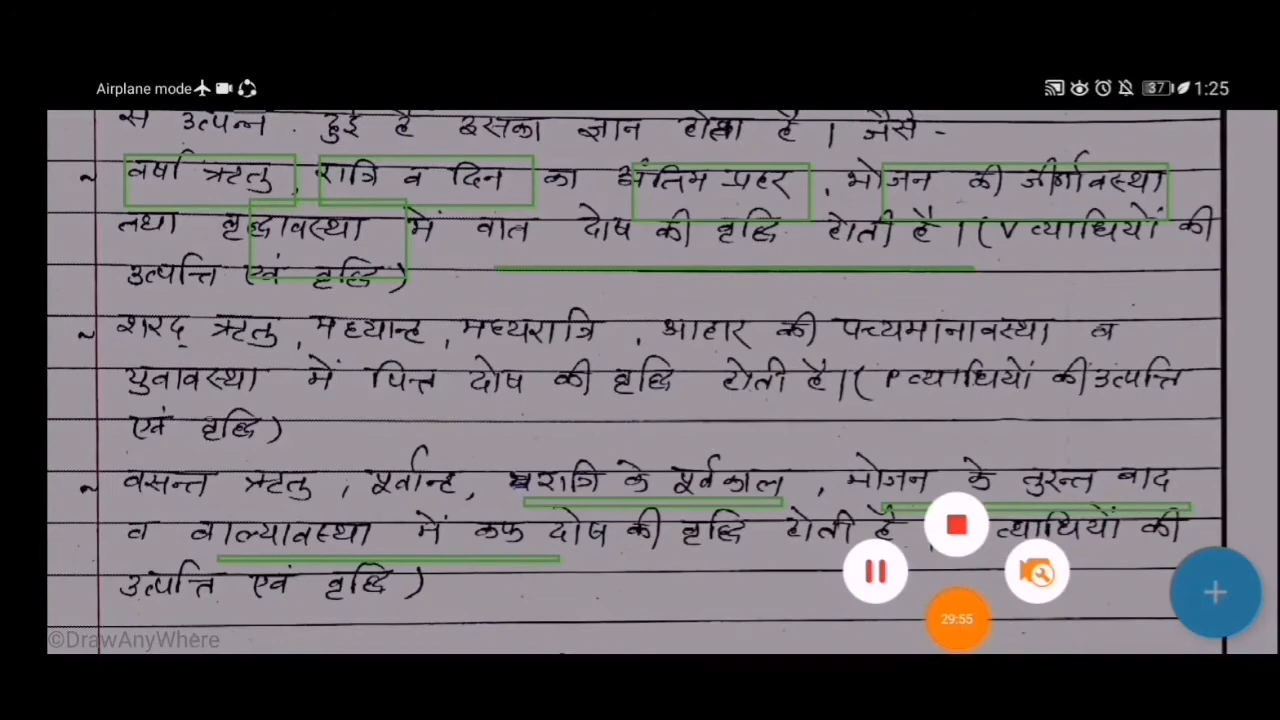 Airplane mode
37 1:25
से उत्पन्न हुई है इसका ज्ञान होता है । जैसे -
~ वर्षा ऋतु, रात्रि व दिन का अंतिम प्रहर , भोजन की जीर्णावस्था
तथा वृद्धावस्था में वात दोष की वृद्धि होती है । ( V व्याधियों की
उत्पत्ति एवं वृद्धि )
~ शरद् ऋतु, मध्यान्ह, मध्यरात्रि , आहार की पच्यमानावस्था व
युवावस्था में पित्त दोष की वृद्धि होती है। ( P व्याधियों की उत्पत्ति
एवं वृद्धि )
~ वसन्त ऋतु , पूर्वान्ह, रात्रि के पूर्वकाल , भोजन के तुरन्त बाद
व बाल्यावस्था में कफ दोष की वृद्धि होती है व्याधियों की
उत्पत्ति एवं वृद्धि )
29:55
©DrawAnyWhere